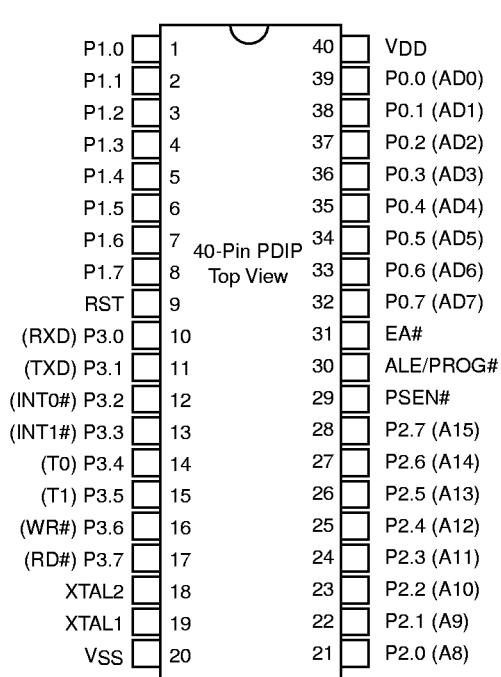 P1.0 1 40 VDD
P1.1 2 39 P0.0 (AD0)
P1.2 3 38 P0.1 (AD1)
P1.3 4 37 P0.2 (AD2)
P1.4 5 36 P0.3 (AD3)
P1.5 6 35 P0.4 (AD4)
P1.6 7 34 P0.5 (AD5)
40-Pin PDIP
P1.7 8 33 P0.6 (AD6)
Top View
RST 9 32 P0.7 (AD7)
(RXD) P3.0 10 31 EA#
(TXD) P3.1 11 30 ALE/PROG#
(INT0#) P3.2 12 29 PSEN#
(INT1#) P3.3 13 28 P2.7 (A15)
(T0) P3.4 14 27 P2.6 (A14)
(T1) P3.5 15 26 P2.5 (A13)
(WR#) P3.6 16 25 P2.4 (A12)
(RD#) P3.7 17 24 P2.3 (A11)
XTAL2 18 23 P2.2 (A10)
XTAL1 19 22 P2.1 (A9)
VSS 20 21 P2.0 (A8)